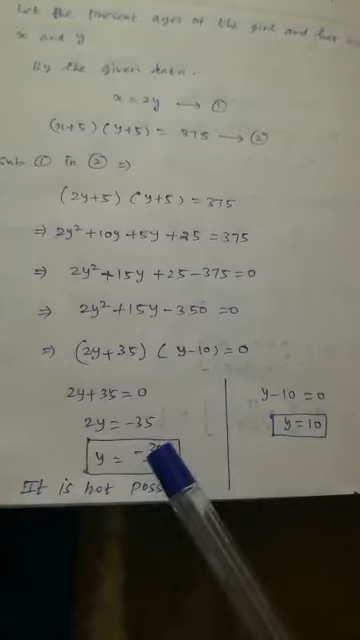 Let the present ages of the girl and her
x and y
By the given data.
x = 2y → ①
(x+5) (y+5) = 375 → ②
sub ① in ② ⇒
(2y+5) (y+5) = 375
⇒ 2y² + 10y + 5y + 25 = 375
⇒ 2y² + 15y + 25 - 375 = 0
⇒ 2y² + 15y - 350 = 0
⇒ (2y+35) (y-10) = 0
2y + 35 = 0
2y = -35
y = -
It is not
y - 10 = 0
y = 10